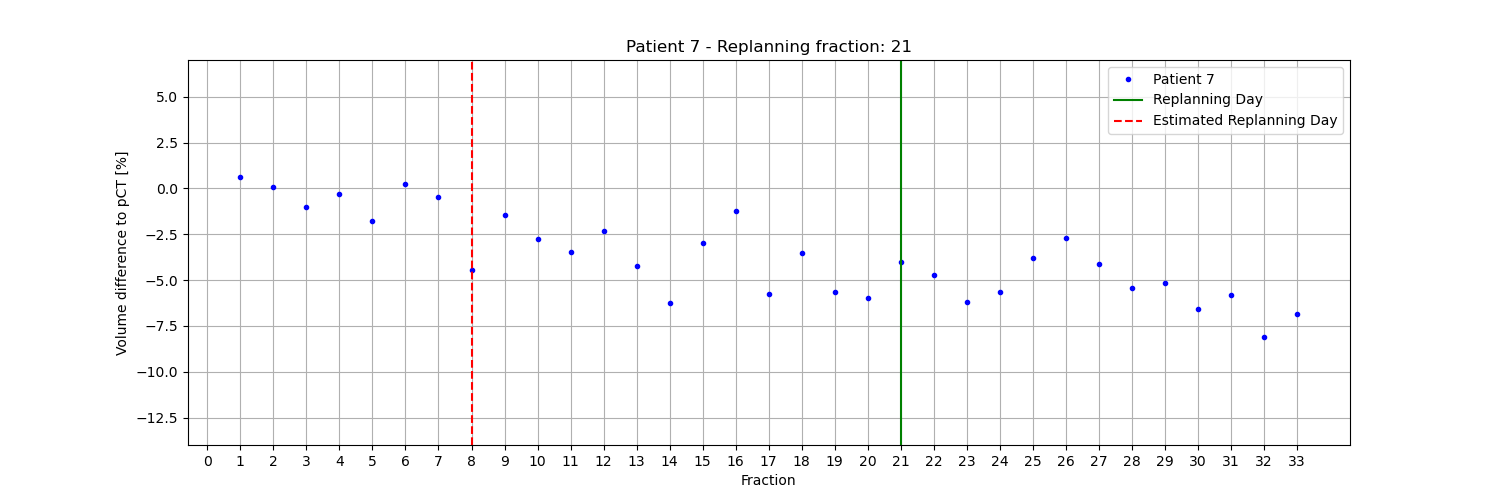 Patient 7 - Replanning fraction: 21
Patient 7
Replanning Day
Estimated Replanning Day
Volume difference to pCT [%]
5.0
2.5
0.0
−2.5
−5.0
−7.5
−10.0
−12.5
0 1 2 3 4 5 6 7 8 9 10 11 12 13 14 15 16 17 18 19 20 21 22 23 24 25 26 27 28 29 30 31 32 33
Fraction